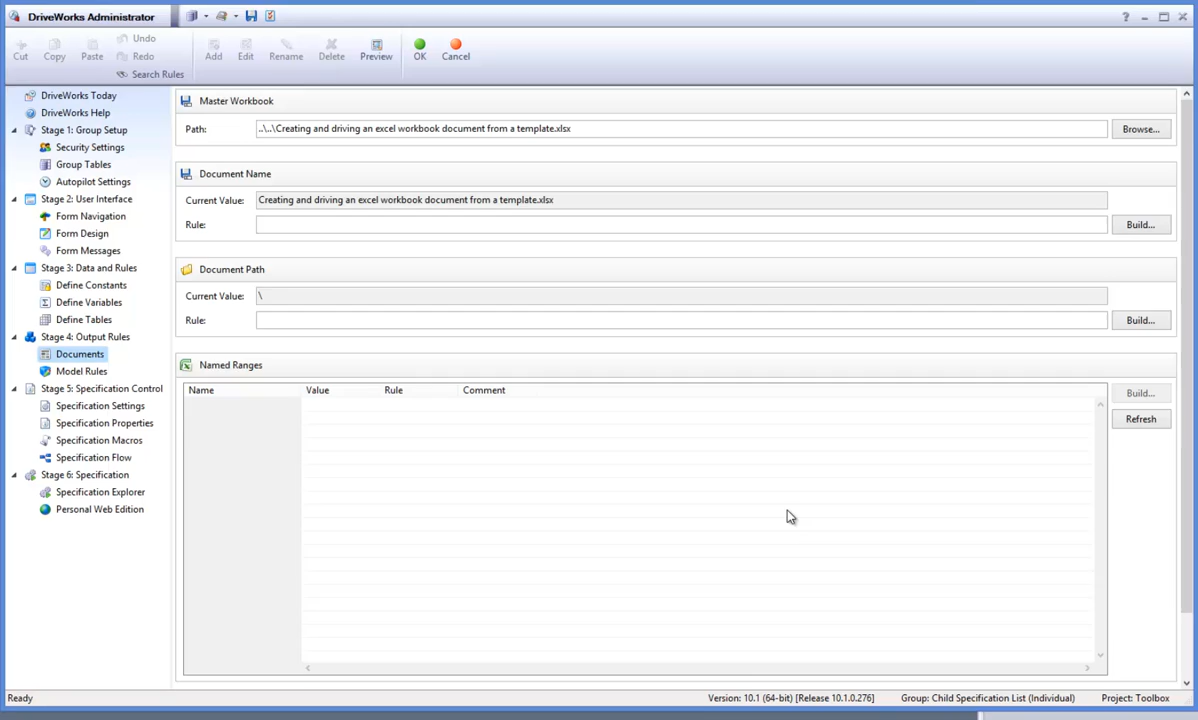 DriveWorks Administrator
?
Cut
Copy
Paste
Undo
Redo
Search Rules
Add
Edit
Rename
Delete
Preview
OK
Cancel
DriveWorks Today
DriveWorks Help
Stage 1: Group Setup
Security Settings
Group Tables
Autopilot Settings
Stage 2: User Interface
Form Navigation
Form Design
Form Messages
Stage 3: Data and Rules
Define Constants
Define Variables
Define Tables
Stage 4: Output Rules
Documents
Model Rules
Stage 5: Specification Control
Specification Settings
Specification Properties
Specification Macros
Specification Flow
Stage 6: Specification
Specification Explorer
Personal Web Edition
Master Workbook
Path: ..\..\Creating and driving an excel workbook document from a template.xlsx Browse...
Document Name
Current Value: Creating and driving an excel workbook document from a template.xlsx
Rule: Build...
Document Path
Current Value: \
Rule: Build...
Named Ranges
Name Value Rule Comment
Build...
Refresh
Ready Version: 10.1 (64-bit) [Release 10.1.0.276] Group: Child Specification List (Individual) Project: Toolbox